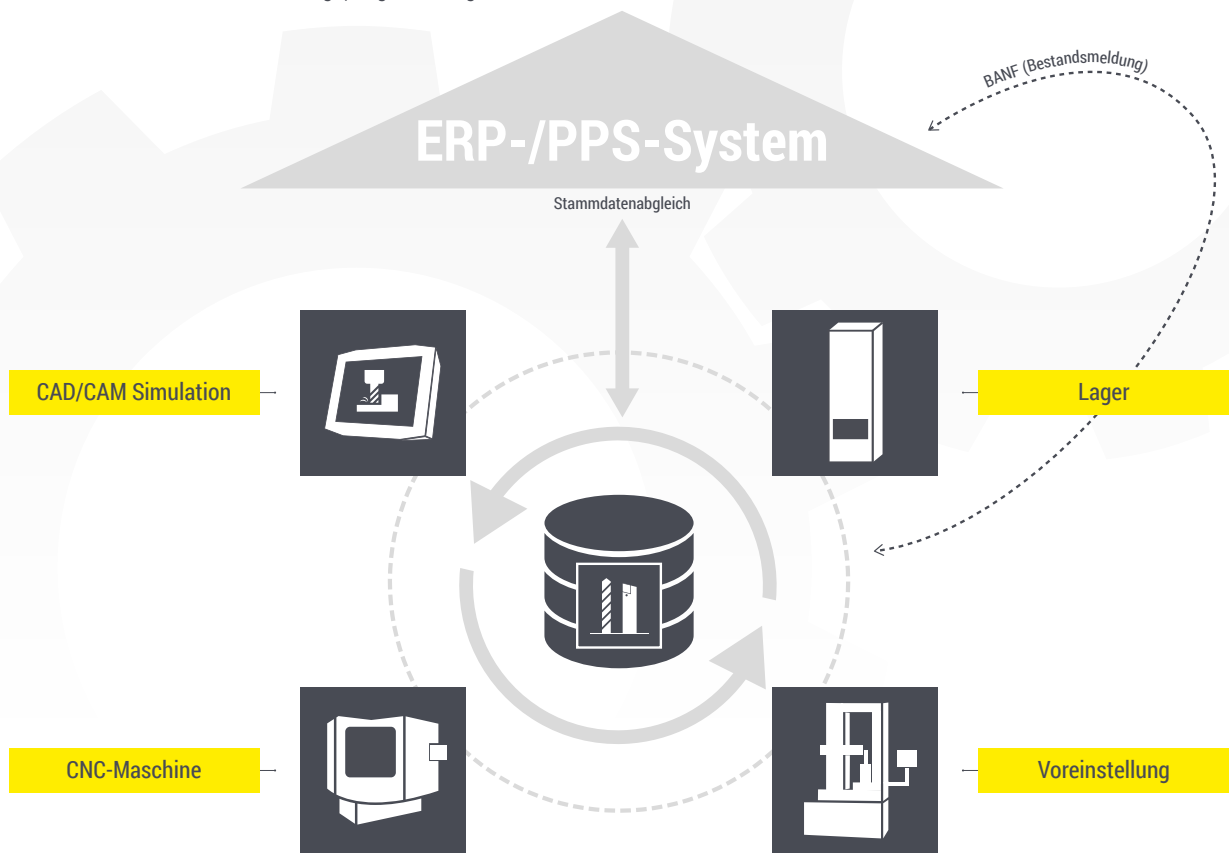 BANF (Bestandsmeldung)
ERP-/PPS-System
Stammdatenabgleich
CAD/CAM Simulation
Lager
CNC-Maschine
Voreinstellung